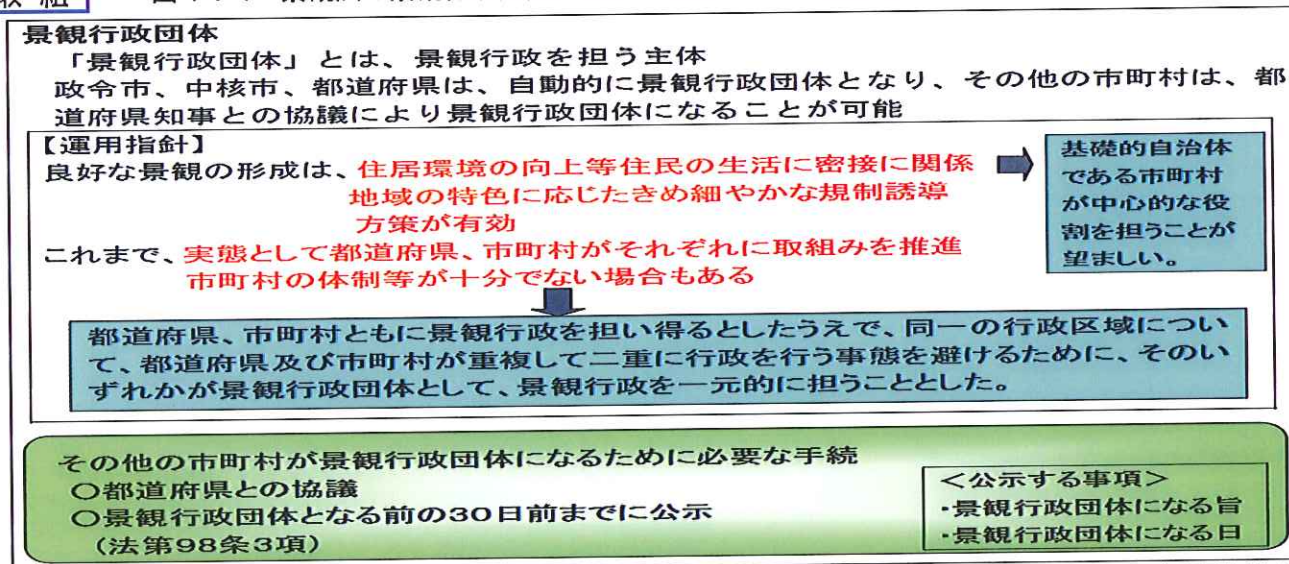 取 組
景観行政団体
「景観行政団体」とは、景観行政を担う主体
政令市、中核市、都道府県は、自動的に景観行政団体となり、その他の市町村は、都
道府県知事との協議により景観行政団体になることが可能
【運用指針】
良好な景観の形成は、住居環境の向上等住民の生活に密接に関係
地域の特色に応じたきめ細やかな規制誘導
方策が有効
これまで、実態として都道府県、市町村がそれぞれに取組みを推進
市町村の体制等が十分でない場合もある
基礎的自治体
である市町村
が中心的な役
割を担うことが
望ましい。
都道府県、市町村ともに景観行政を担い得るとしたうえで、同一の行政区域につい
て、都道府県及び市町村が重複して二重に行政を行う事態を避けるために、そのい
ずれかが景観行政団体として、景観行政を一元的に担うこととした。
その他の市町村が景観行政団体になるために必要な手続
○都道府県との協議
○景観行政団体となる前の30日前までに公示
(法第98条3項)
<公示する事項>
・景観行政団体になる旨
・景観行政団体になる日